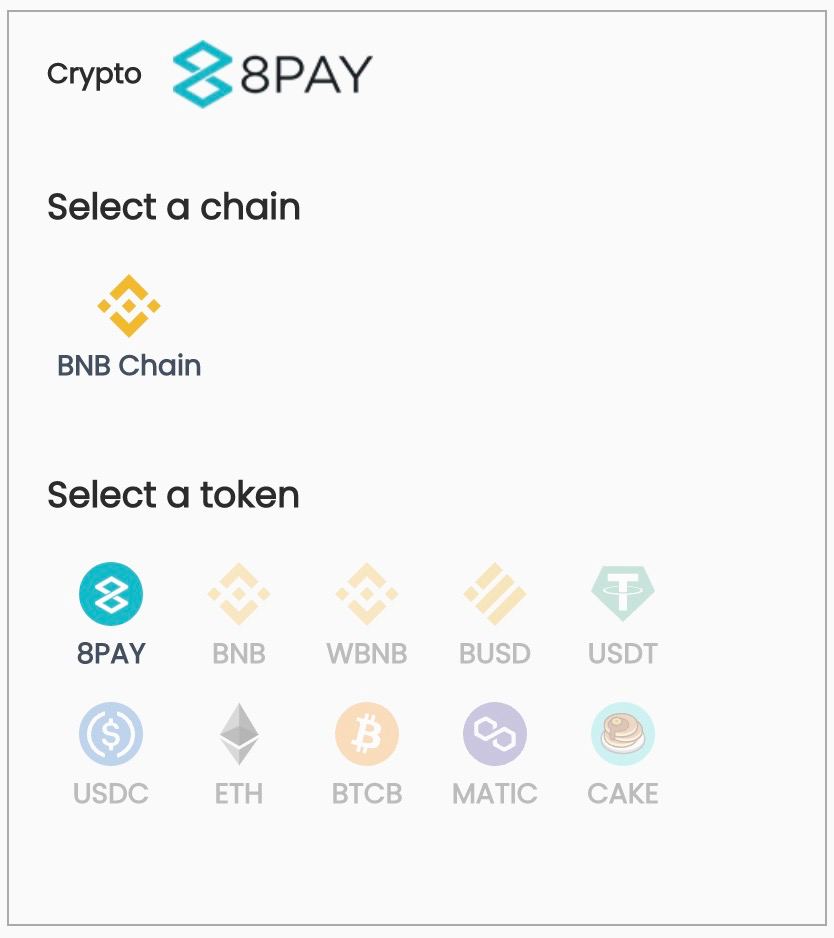 Crypto 8PAY
Select a chain
BNB Chain
Select a token
8PAY BNB WBNB BUSD USDT
USDC ETH BTCB MATIC CAKE